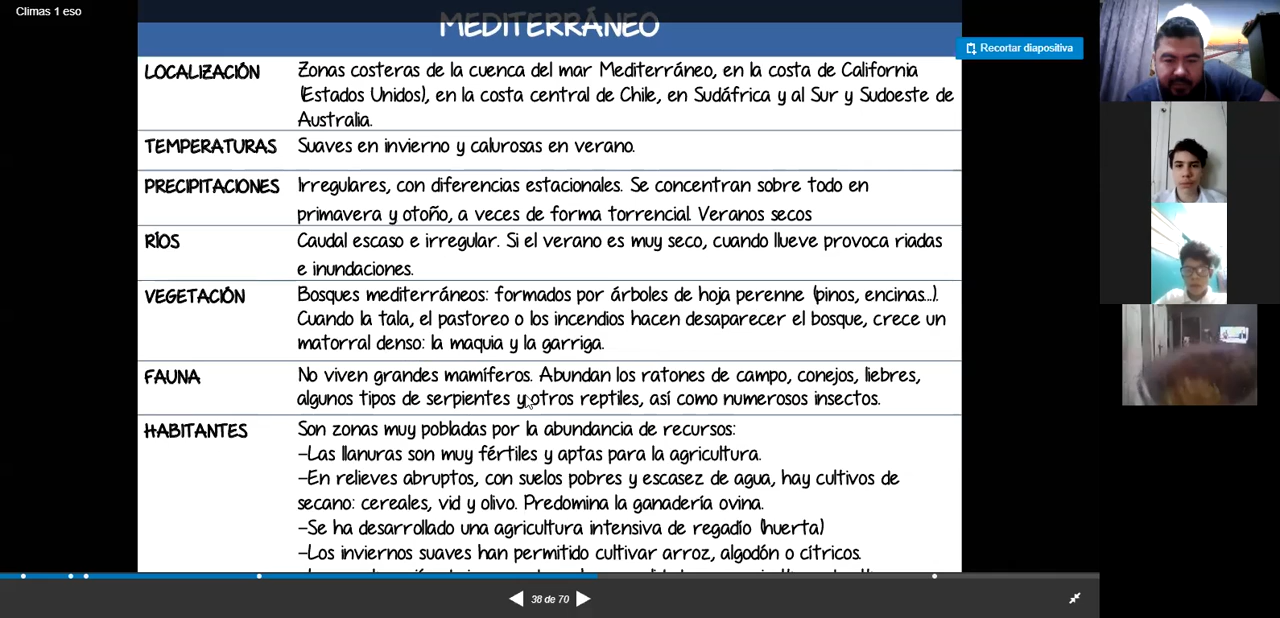 Climas 1 eso
MEDITERRÁNEO
Recortar diapositiva
LOCALIZACIÓN
Zonas costeras de la cuenca del mar Mediterráneo, en la costa de California
(Estados Unidos), en la costa central de Chile, en Sudáfrica y al Sur y Sudoeste de
Australia.
TEMPERATURAS
Suaves en invierno y calurosas en verano.
PRECIPITACIONES
Irregulares, con diferencias estacionales. Se concentran sobre todo en
primavera y otoño, a veces de forma torrencial. Veranos secos
RÍOS
Caudal escaso e irregular. Si el verano es muy seco, cuando llueve provoca riadas
e inundaciones.
VEGETACIÓN
Bosques mediterráneos: formados por árboles de hoja perenne (pinos, encinas...).
Cuando la tala, el pastoreo o los incendios hacen desaparecer el bosque, crece un
matorral denso: la maquia y la garriga.
FAUNA
No viven grandes mamíferos. Abundan los ratones de campo, conejos, liebres,
algunos tipos de serpientes y otros reptiles, así como numerosos insectos.
HABITANTES
Son zonas muy pobladas por la abundancia de recursos:
-Las llanuras son muy fértiles y aptas para la agricultura.
-En relieves abruptos, con suelos pobres y escasez de agua, hay cultivos de
secano: cereales, vid y olivo. Predomina la ganadería ovina.
-Se ha desarrollado una agricultura intensiva de regadío (huerta)
-Los inviernos suaves han permitido cultivar arroz, algodón o cítricos.
38 de 70